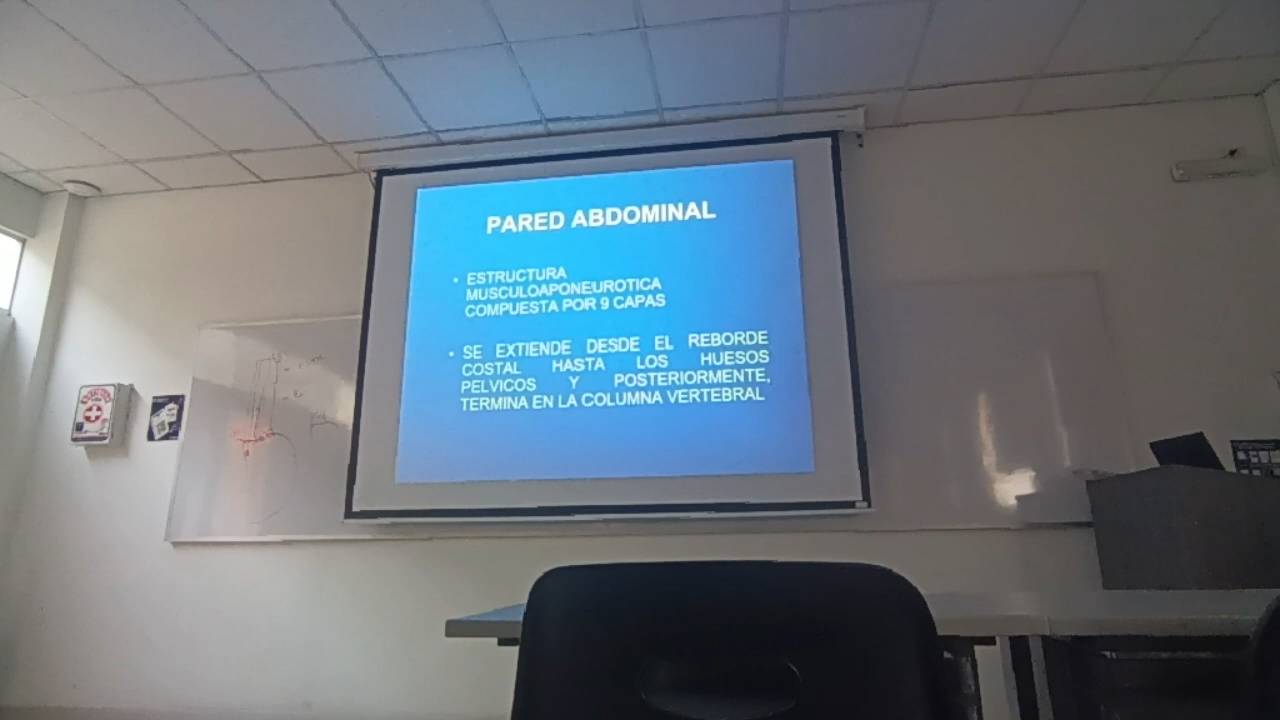 PARED ABDOMINAL
• ESTRUCTURA
MUSCULOAPONEUROTICA
COMPUESTA POR 9 CAPAS
• SE EXTIENDE DESDE EL REBORDE
COSTAL HASTA LOS HUESOS
PELVICOS Y POSTERIORMENTE,
TERMINA EN LA COLUMNA VERTEBRAL